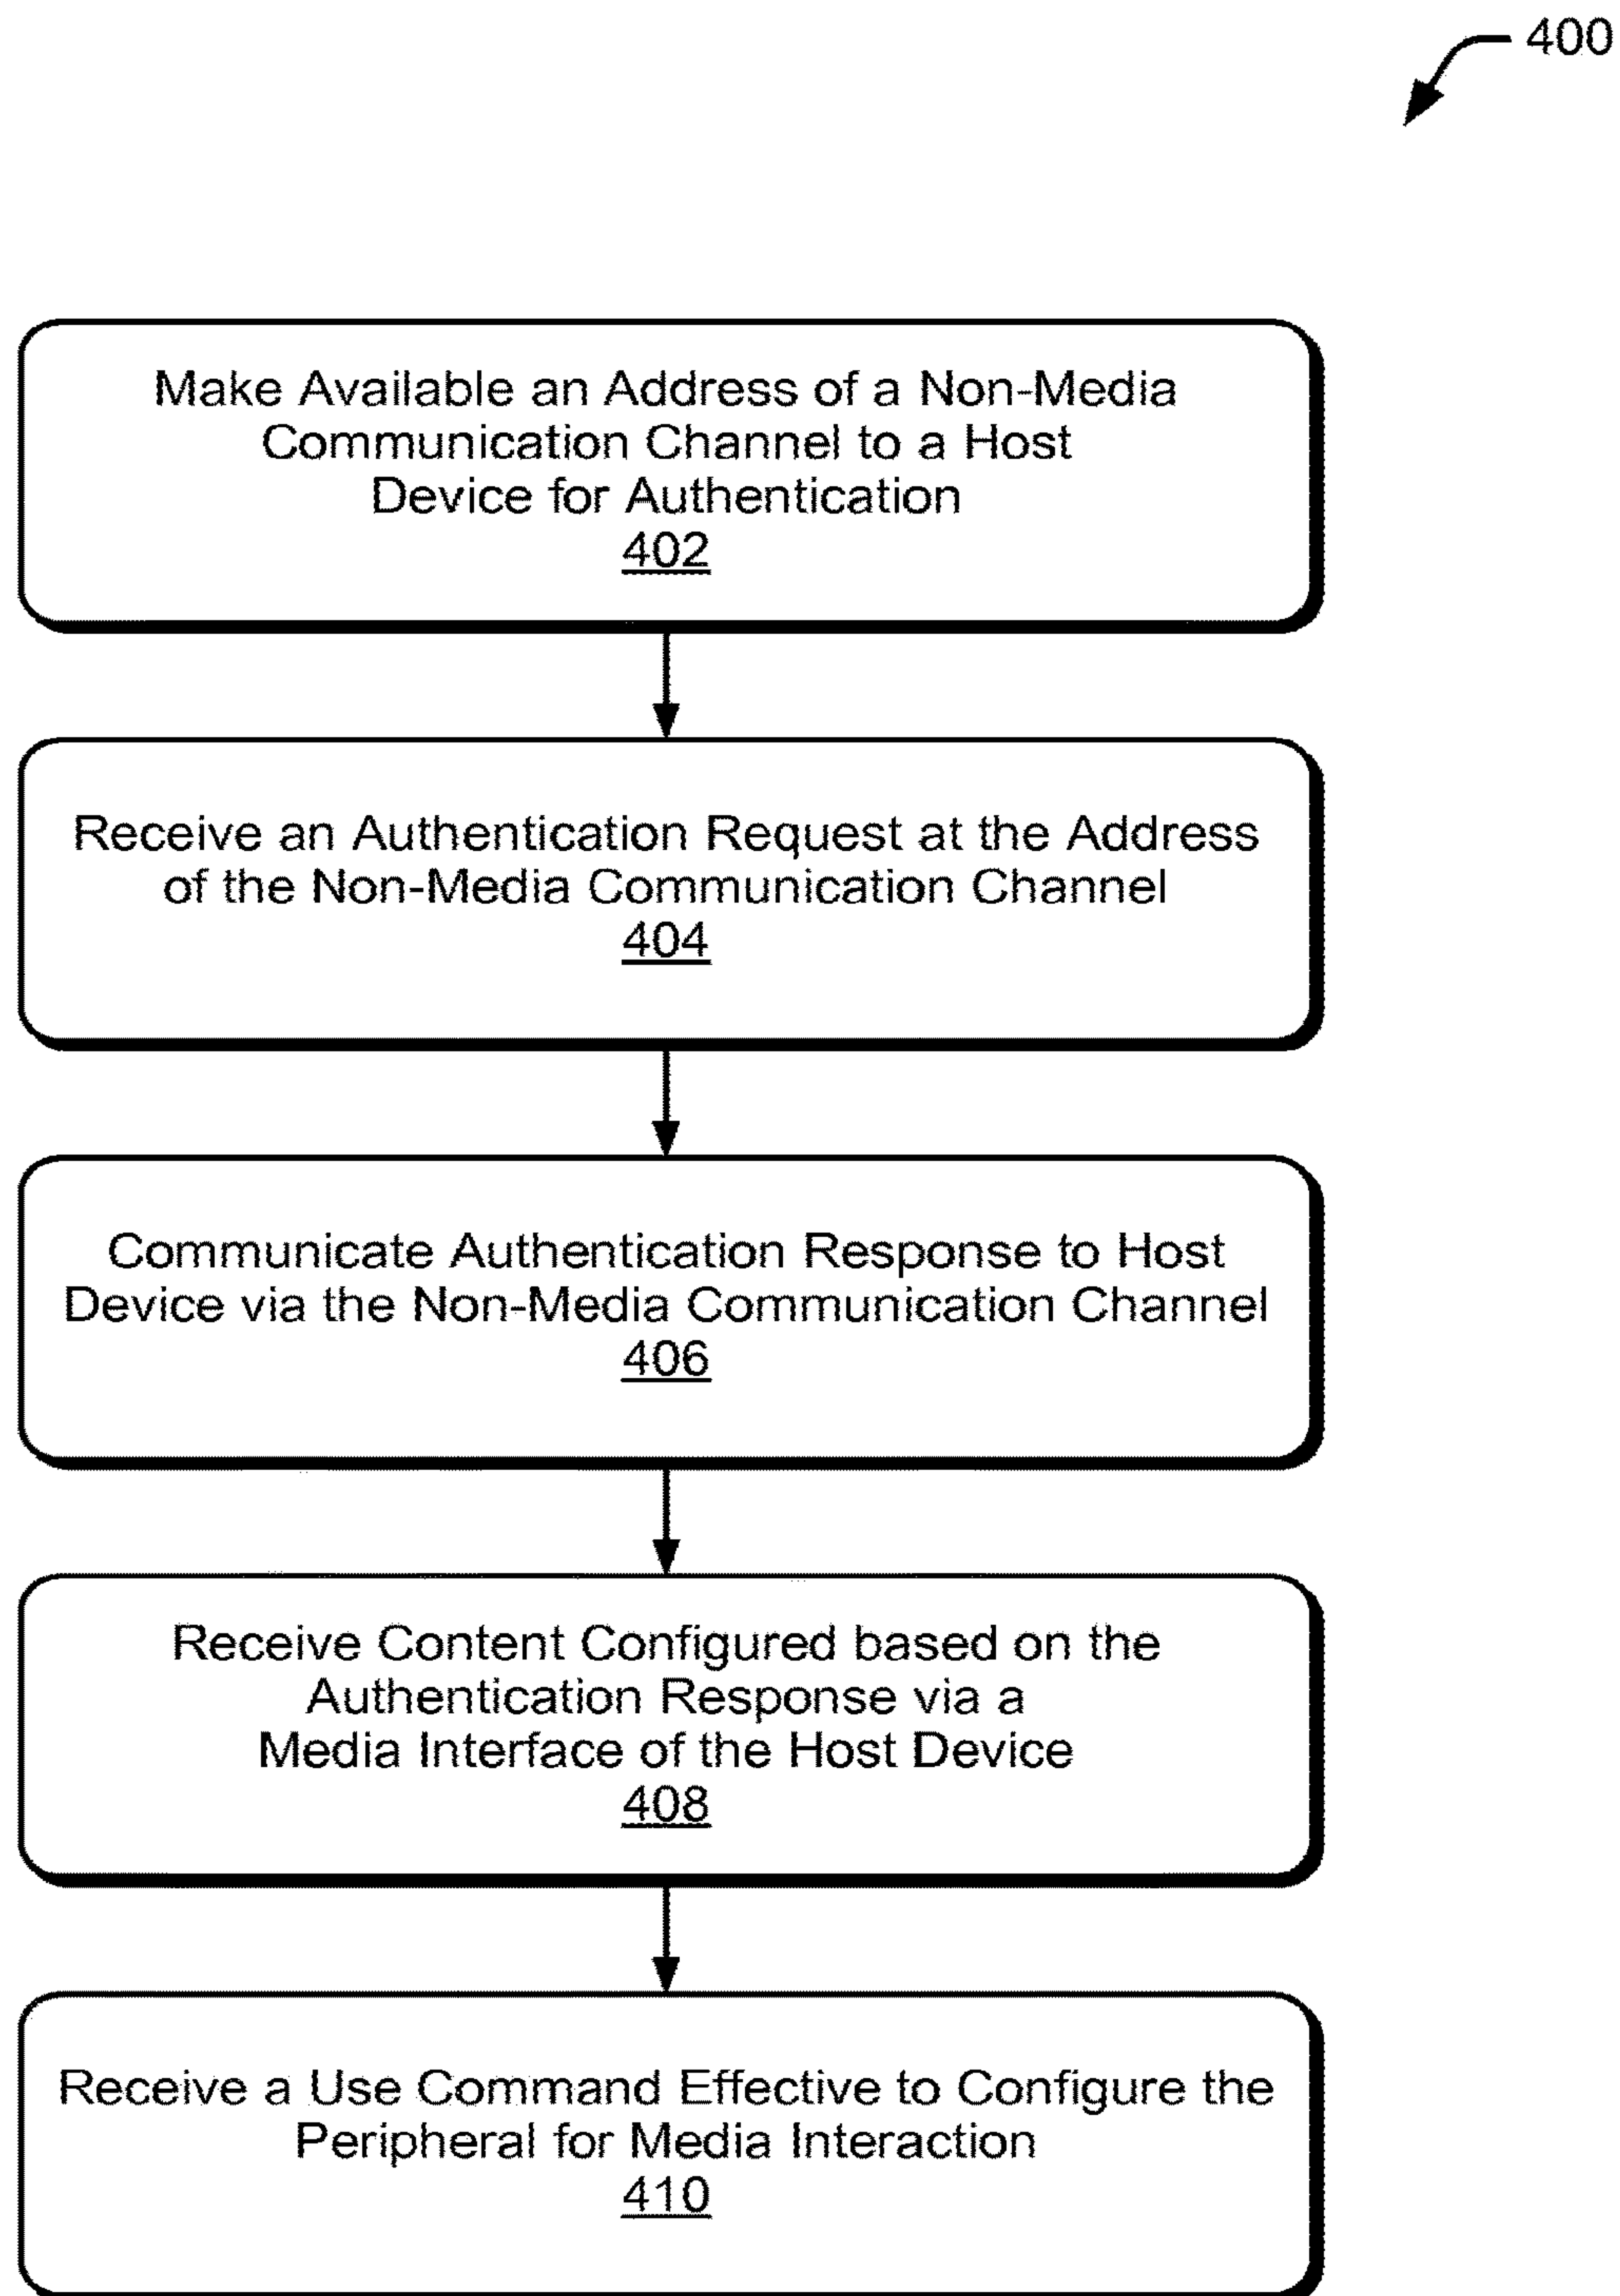 400
Make Available an Address of a Non-Media
Communication Channel to a Host
Device for Authentication
402
Receive an Authentication Request at the Address
of the Non-Media Communication Channel
404
Communicate Authentication Response to Host
Device via the Non-Media Communication Channel
406
Receive Content Configured based on the
Authentication Response via a
Media Interface of the Host Device
408
Receive a Use Command Effective to Configure the
Peripheral for Media Interaction
410